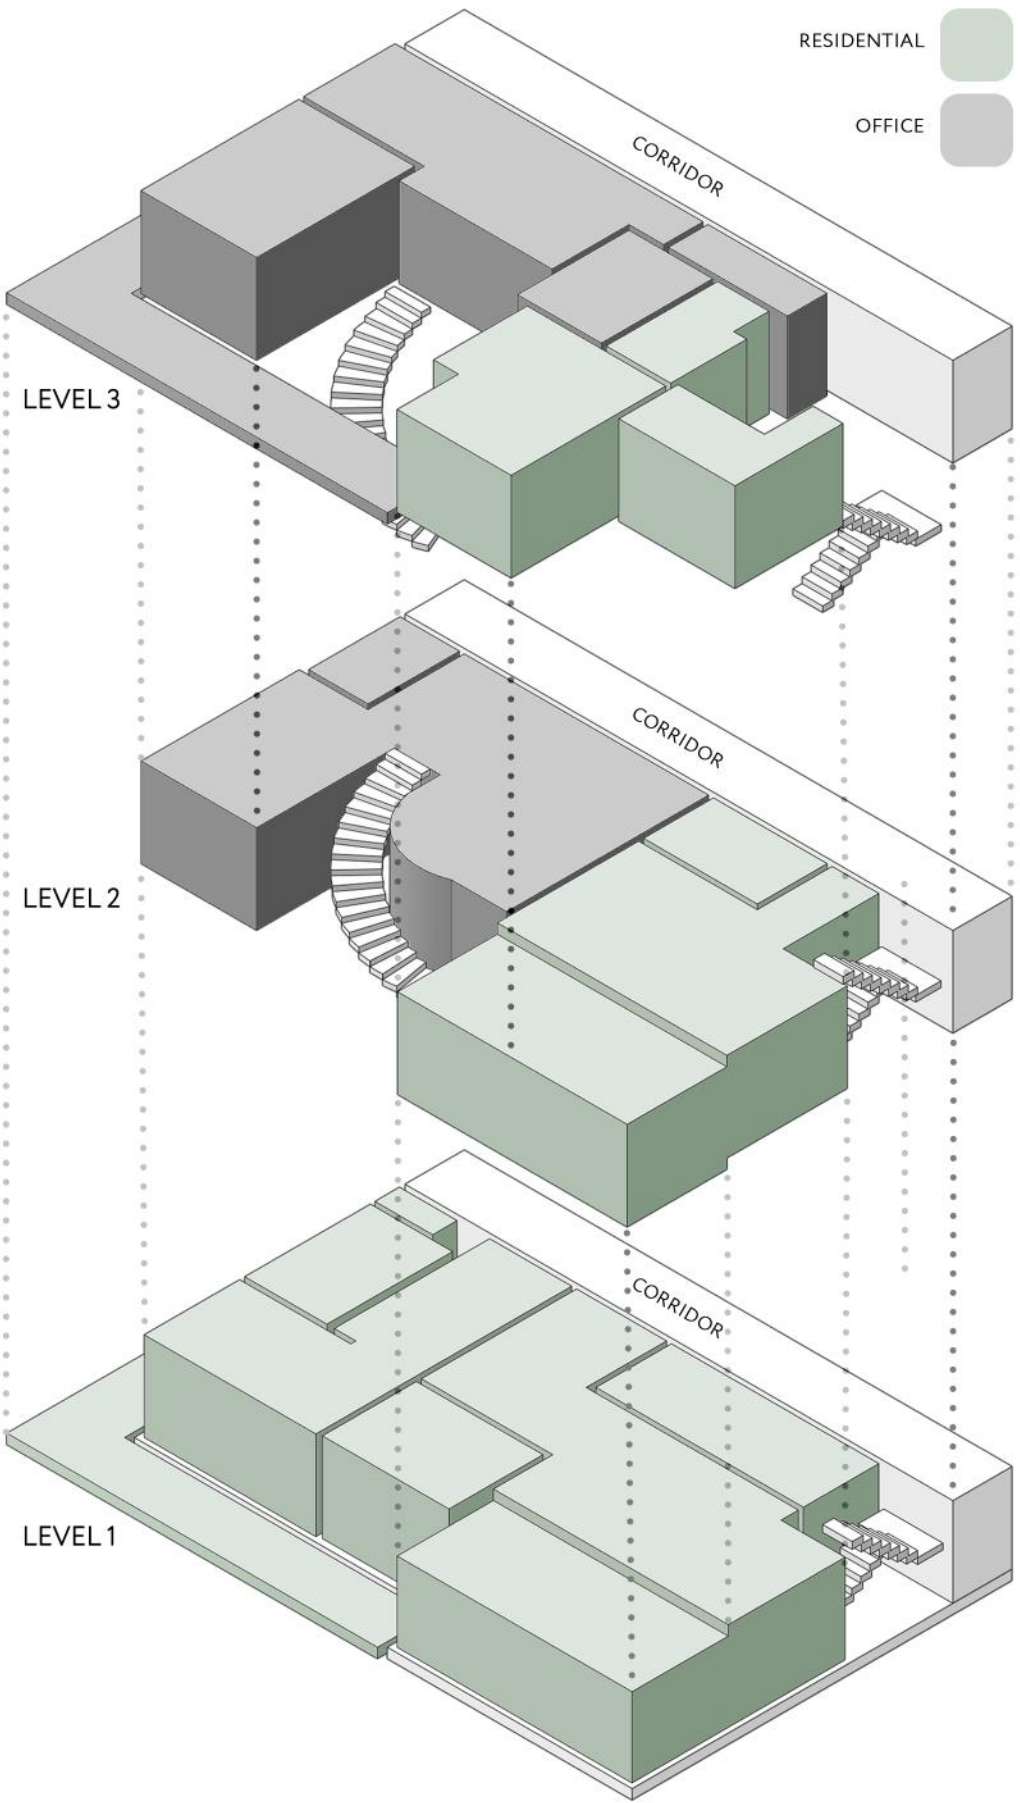 RESIDENTIAL
OFFICE
CORRIDOR
LEVEL 3
CORRIDOR
LEVEL 2
CORRIDOR
LEVEL 1